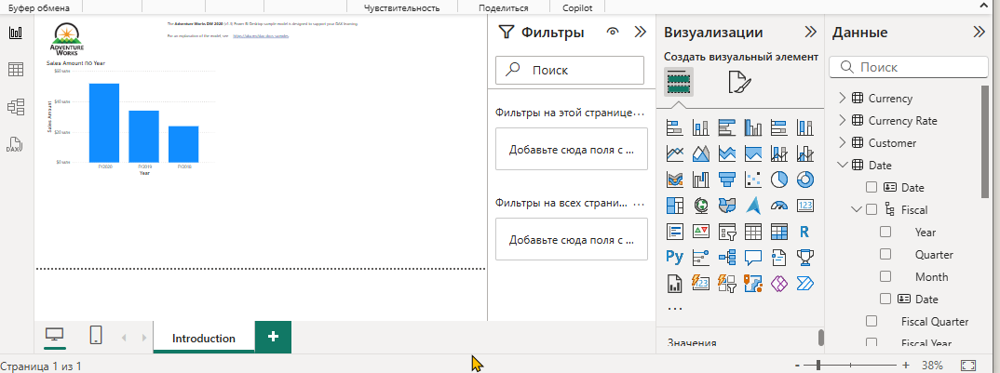 Буфер обмена
Чувствительность
Поделиться
Copilot
The Adventure Works DW 2020
Power BI Desktop sample model is designed to support your DAX learning.
For an explanation of the model, see
ADVENTURE
WORKS
Sales Amount по Year
Sales Amount
$60 млн
$40 млн
$20 млн
$0 млн
FY2020
FY2019
FY2018
Year
Фильтры
Поиск
Фильтры на этой странице...
Добавьте сюда поля с ...
Фильтры на всех страни... ...
Добавьте сюда поля с ...
Визуализации
Создать визуальный элемент
123
R
Py
123
...
Значения
Данные
Поиск
Currency
Currency Rate
Customer
Date
Date
Fiscal
Year
Quarter
Month
Date
Fiscal Quarter
Fiscal Year
DAX
Introduction
+
Страница 1 из 1
- + 38%